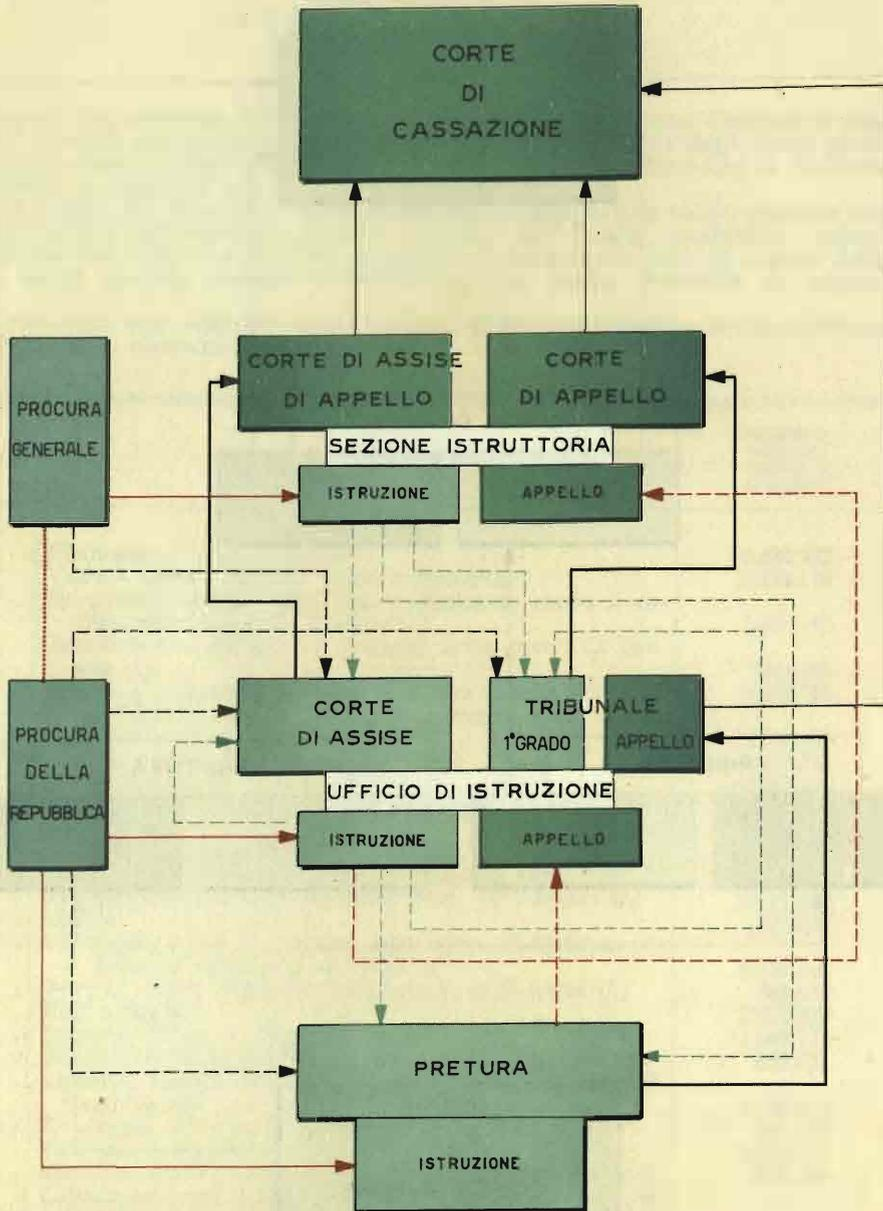 CORTE
DI
CASSAZIONE
PROCURA
GENERALE
CORTE DI ASSISE
DI APPELLO
CORTE
DI APPELLO
SEZIONE ISTRUTTORIA
ISTRUZIONE
APPELLO
PROCURA
DELLA
REPUBBLICA
CORTE
DI ASSISE
TRIBUNALE
1°GRADO
APPELLO
UFFICIO DI ISTRUZIONE
ISTRUZIONE
APPELLO
PRETURA
ISTRUZIONE